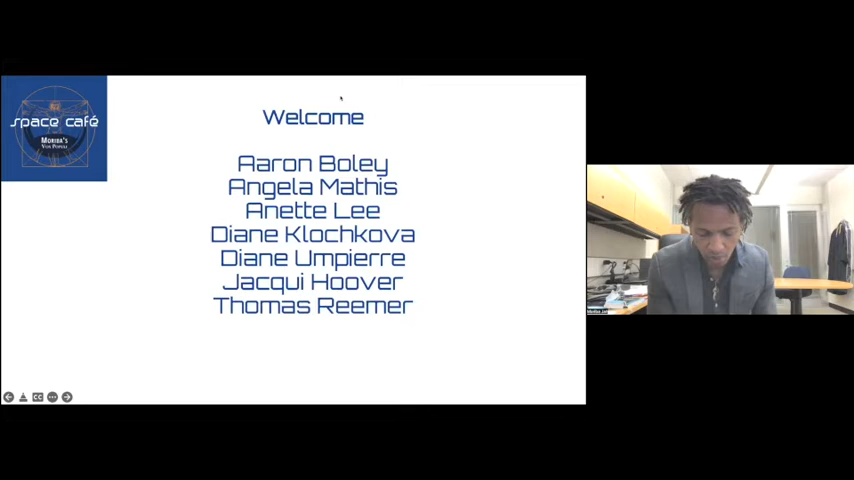 space café
MORIBA'S
VOX POPULI
Welcome
Aaron Boley
Angela Mathis
Anette Lee
Diane Klochkova
Diane Umpierre
Jacqui Hoover
Thomas Reemer
CC